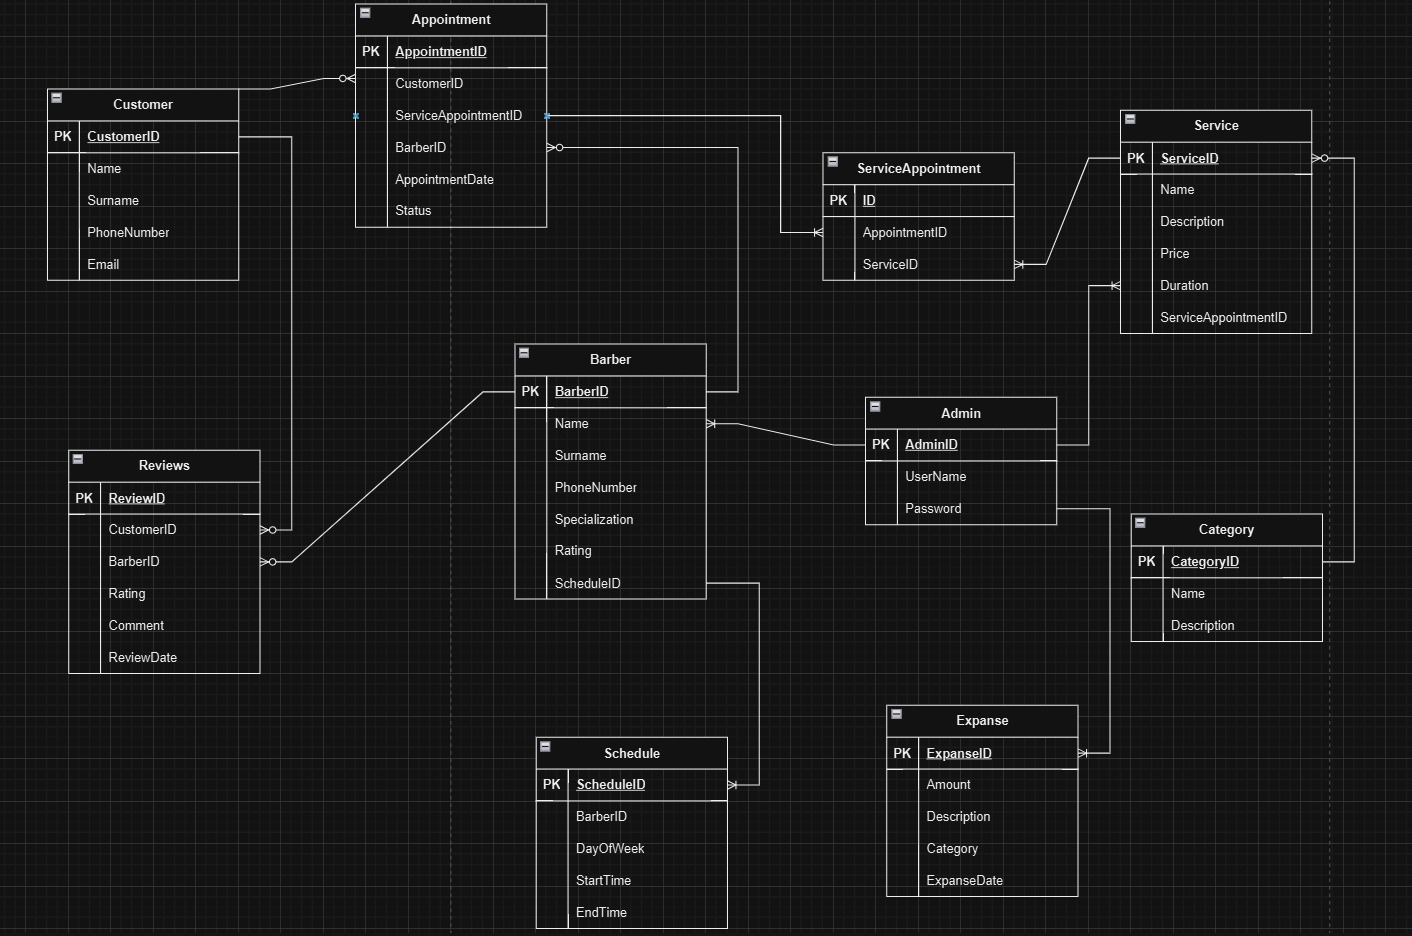 Appointment
PK AppointmentID
CustomerID
ServiceAppointmentID
BarberID
AppointmentDate
Status
Customer
PK CustomerID
Name
Surname
PhoneNumber
Email
ServiceAppointment
PK ID
AppointmentID
ServiceID
Service
PK ServiceID
Name
Description
Price
Duration
ServiceAppointmentID
Barber
PK BarberID
Name
Surname
PhoneNumber
Specialization
Rating
ScheduleID
Admin
PK AdminID
UserName
Password
Reviews
PK ReviewID
CustomerID
BarberID
Rating
Comment
ReviewDate
Category
PK CategoryID
Name
Description
Schedule
PK ScheduleID
BarberID
DayOfWeek
StartTime
EndTime
Expanse
PK ExpanseID
Amount
Description
Category
ExpanseDate